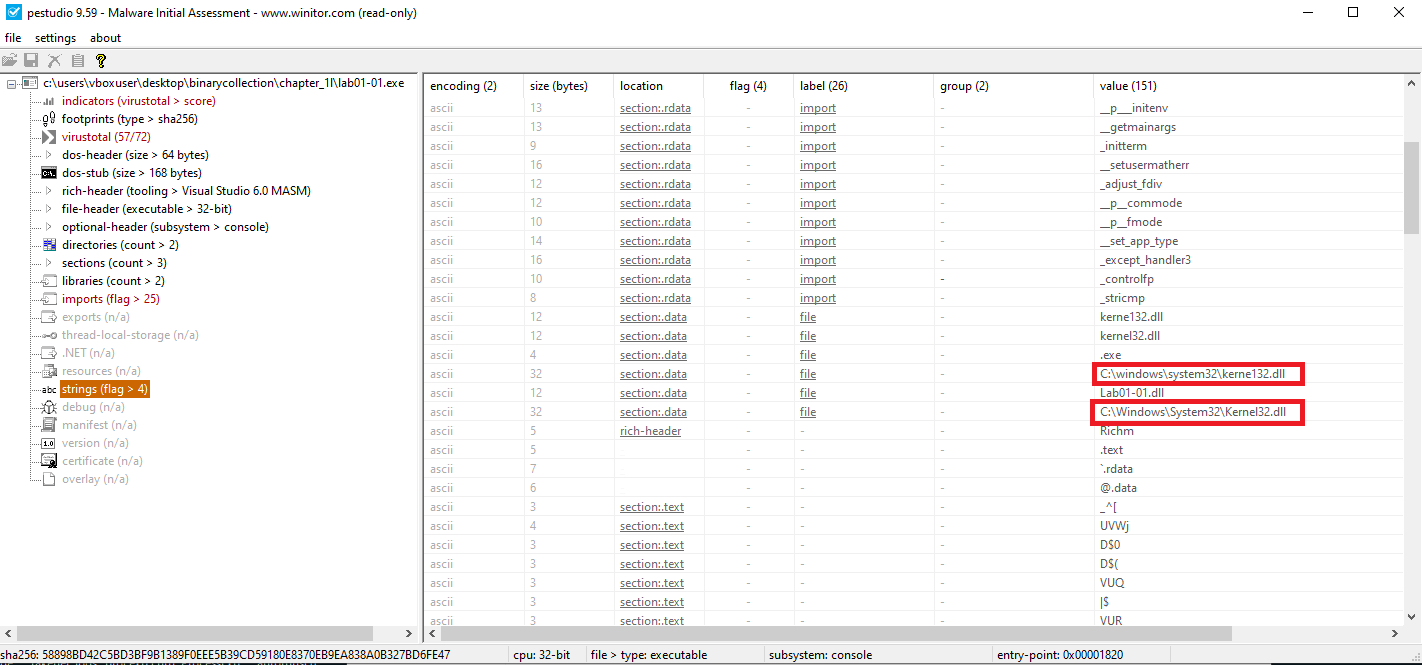 pestudio 9.59 - Malware Initial Assessment - www.winitor.com (read-only)
file settings about
c:\users\vboxuser\desktop\binarycollection\chapter_1l\lab01-01.exe
indicators (virustotal > score)
footprints (type > sha256)
virustotal (57/72)
dos-header (size > 64 bytes)
dos-stub (size > 168 bytes)
rich-header (tooling > Visual Studio 6.0 MASM)
file-header (executable > 32-bit)
optional-header (subsystem > console)
directories (count > 2)
sections (count > 3)
libraries (count > 2)
imports (flag > 25)
exports (n/a)
thread-local-storage (n/a)
.NET (n/a)
resources (n/a)
abc strings (flag > 4)
debug (n/a)
manifest (n/a)
1.0 version (n/a)
certificate (n/a)
overlay (n/a)
encoding (2) size (bytes) location flag (4) label (26) group (2) value (151)
ascii 13 section:.rdata - import - __p___initenv
ascii 13 section:.rdata - import - __getmainargs
ascii 9 section:.rdata - import - _initterm
ascii 16 section:.rdata - import - __setusermatherr
ascii 12 section:.rdata - import - _adjust_fdiv
ascii 12 section:.rdata - import - __p__commode
ascii 10 section:.rdata - import - __p__fmode
ascii 14 section:.rdata - import - __set_app_type
ascii 16 section:.rdata - import - _except_handler3
ascii 10 section:.rdata - import - _controlfp
ascii 8 section:.rdata - import - _stricmp
ascii 12 section:.data - file - kerne132.dll
ascii 12 section:.data - file - kernel32.dll
ascii 4 section:.data - file - .exe
ascii 32 section:.data - file - C:\windows\system32\kerne132.dll
ascii 12 section:.data - file - Lab01-01.dll
ascii 32 section:.data - file - C:\Windows\System32\Kernel32.dll
ascii 5 rich-header - - - Richm
ascii 5 - - - .text
ascii 7 - - - `.rdata
ascii 6 - - - @.data
ascii 3 section:.text - - - _^[
ascii 4 section:.text - - - UVWj
ascii 3 section:.text - - - D$0
ascii 3 section:.text - - - D$(
ascii 3 section:.text - - - VUQ
ascii 3 section:.text - - - |$
ascii 3 section:.text - - - VUR
sha256: 58898BD42C5BD3BF9B1389F0EEE5B39CD59180E8370EB9EA838A0B327BD6FE47 cpu: 32-bit file > type: executable subsystem: console entry-point: 0x00001820